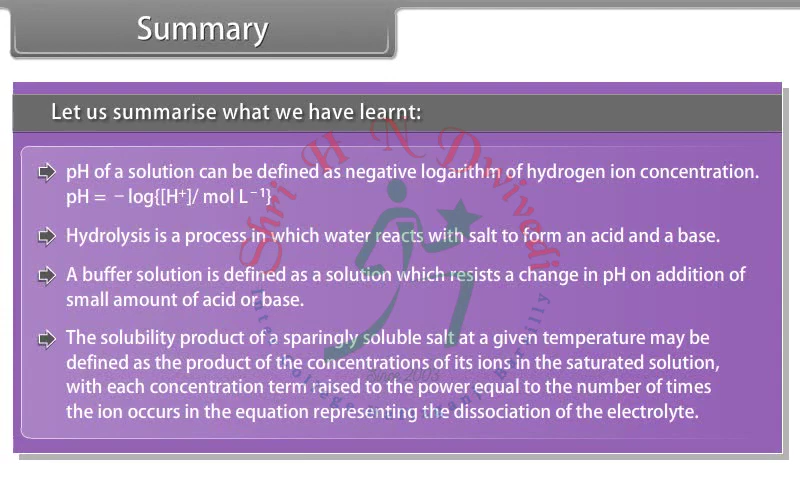 Summary
Let us summarise what we have learnt:
pH of a solution can be defined as negative logarithm of hydrogen ion concentration.
pH = – log{[H⁺]/ mol L⁻¹}
Hydrolysis is a process in which water reacts with salt to form an acid and a base.
A buffer solution is defined as a solution which resists a change in pH on addition of
small amount of acid or base.
The solubility product of a sparingly soluble salt at a given temperature may be
defined as the product of the concentrations of its ions in the saturated solution,
with each concentration term raised to the power equal to the number of times
the ion occurs in the equation representing the dissociation of the electrolyte.
Shri H N Dwivedi
Since 2003